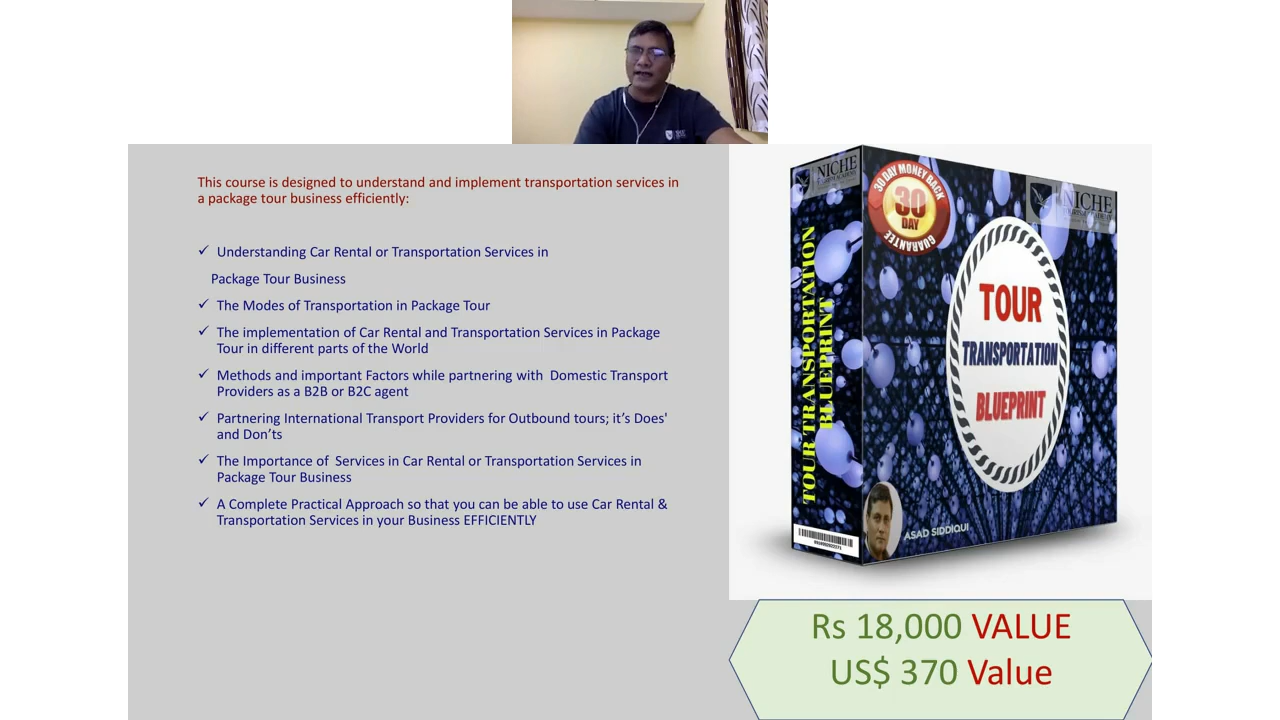 This course is designed to understand and implement transportation services in
a package tour business efficiently:
✓ Understanding Car Rental or Transportation Services in
Package Tour Business
✓ The Modes of Transportation in Package Tour
✓ The implementation of Car Rental and Transportation Services in Package
Tour in different parts of the World
✓ Methods and important Factors while partnering with Domestic Transport
Providers as a B2B or B2C agent
✓ Partnering International Transport Providers for Outbound tours; it’s Does'
and Don’ts
✓ The Importance of Services in Car Rental or Transportation Services in
Package Tour Business
✓ A Complete Practical Approach so that you can be able to use Car Rental &
Transportation Services in your Business EFFICIENTLY
NICHE
TOUR TRANSPORTATION
BLUEPRINT
30 DAY MONEY BACK
30
DAY
GUARANTEE
NICHE
TOUR
TRANSPORTATION
BLUEPRINT
ASAD SIDDIQUI
Rs 18,000 VALUE
US$ 370 Value